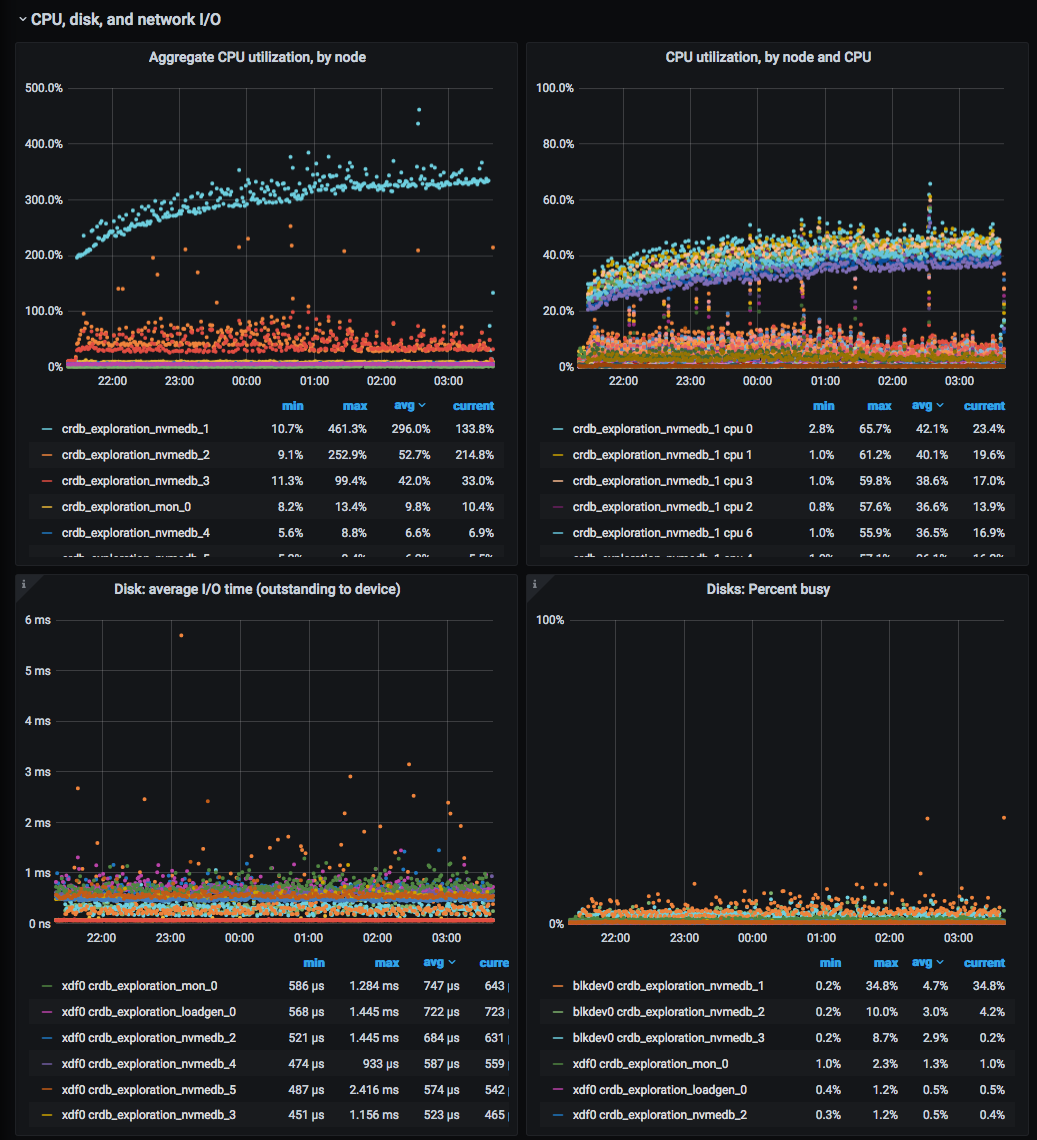 CPU, disk, and network I/O
Aggregate CPU utilization, by node
500.0%
400.0%
300.0%
200.0%
100.0%
0%
22:00 23:00 00:00 01:00 02:00 03:00
min max avg current
crdb_exploration_nvmedb_1 10.7% 461.3% 296.0% 133.8%
crdb_exploration_nvmedb_2 9.1% 252.9% 52.7% 214.8%
crdb_exploration_nvmedb_3 11.3% 99.4% 42.0% 33.0%
crdb_exploration_mon_0 8.2% 13.4% 9.8% 10.4%
crdb_exploration_nvmedb_4 5.6% 8.8% 6.6% 6.9%
CPU utilization, by node and CPU
100.0%
80.0%
60.0%
40.0%
20.0%
0%
22:00 23:00 00:00 01:00 02:00 03:00
min max avg current
crdb_exploration_nvmedb_1 cpu 0 2.8% 65.7% 42.1% 23.4%
crdb_exploration_nvmedb_1 cpu 1 1.0% 61.2% 40.1% 19.6%
crdb_exploration_nvmedb_1 cpu 3 1.0% 59.8% 38.6% 17.0%
crdb_exploration_nvmedb_1 cpu 2 0.8% 57.6% 36.6% 13.9%
crdb_exploration_nvmedb_1 cpu 6 1.0% 55.9% 36.5% 16.9%
i
Disk: average I/O time (outstanding to device)
6 ms
5 ms
4 ms
3 ms
2 ms
1 ms
0 ns
22:00 23:00 00:00 01:00 02:00 03:00
min max avg curre
xdf0 crdb_exploration_mon_0 586 µs 1.284 ms 747 µs 643
xdf0 crdb_exploration_loadgen_0 568 µs 1.445 ms 722 µs 723
xdf0 crdb_exploration_nvmedb_2 521 µs 1.445 ms 684 µs 631
xdf0 crdb_exploration_nvmedb_4 474 µs 933 µs 587 µs 559
xdf0 crdb_exploration_nvmedb_5 487 µs 2.416 ms 574 µs 542
xdf0 crdb_exploration_nvmedb_3 451 µs 1.156 ms 523 µs 465
i
Disks: Percent busy
100%
0%
22:00 23:00 00:00 01:00 02:00 03:00
min max avg current
blkdev0 crdb_exploration_nvmedb_1 0.2% 34.8% 4.7% 34.8%
blkdev0 crdb_exploration_nvmedb_2 0.2% 10.0% 3.0% 4.2%
blkdev0 crdb_exploration_nvmedb_3 0.2% 8.7% 2.9% 0.2%
xdf0 crdb_exploration_mon_0 1.0% 2.3% 1.3% 1.0%
xdf0 crdb_exploration_loadgen_0 0.4% 1.2% 0.5% 0.5%
xdf0 crdb_exploration_nvmedb_2 0.3% 1.2% 0.5% 0.4%